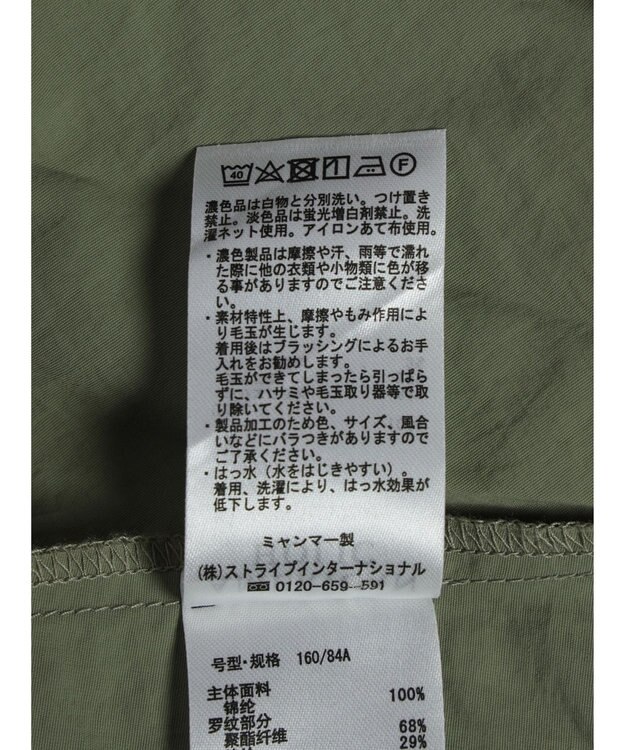 40 F
濃色品は白物と分別洗い。つけ置き
禁止。淡色品は蛍光増白剤禁止。洗
濯ネット使用。アイロンあて布使用。
・濃色製品は摩擦や汗、雨等で濡れ
た際に他の衣類や小物類に色が移
る事がありますのでご注意くださ
い。
・素材特性上、摩擦やもみ作用によ
り毛玉が生じます。
着用後はブラッシングによるお手
入れをお勧めします。
毛玉ができてしまったら引っぱら
ずに、ハサミや毛玉取り器等で取
り除いてください。
・製品加工のため色、サイズ、風合
いなどにバラつきがありますので
ご了承ください。
・はっ水（水をはじきやすい）。
着用、洗濯により、はっ水効果が
低下します。
ミャンマー製
(株)ストライプインターナショナル
0120-659-591
号型・规格 160/84A
主体面料 100%
锦纶
罗纹部分 68%
聚酯纤维 29%